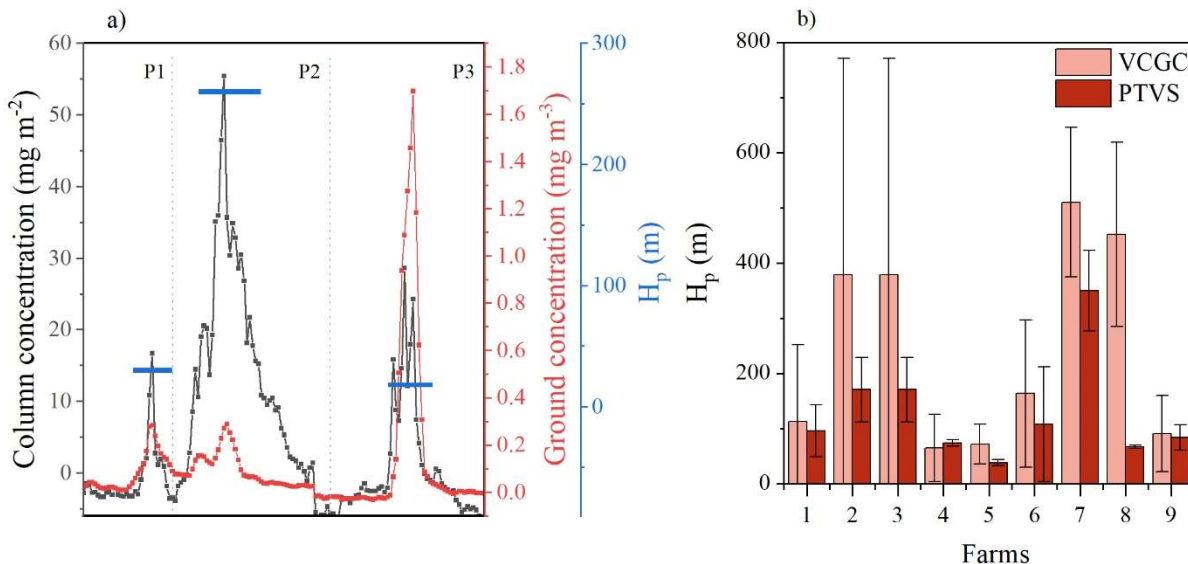 a)
P1
P2
P3
60
50
40
30
20
10
0
Column concentration (mg m⁻²)
1.8
1.6
1.4
1.2
1.0
0.8
0.6
0.4
0.2
0.0
Ground concentration (mg m⁻³)
300
200
100
0
Hₚ (m)
b)
VCGC
PTVS
800
600
400
200
0
Hₚ (m)
1 2 3 4 5 6 7 8 9
Farms